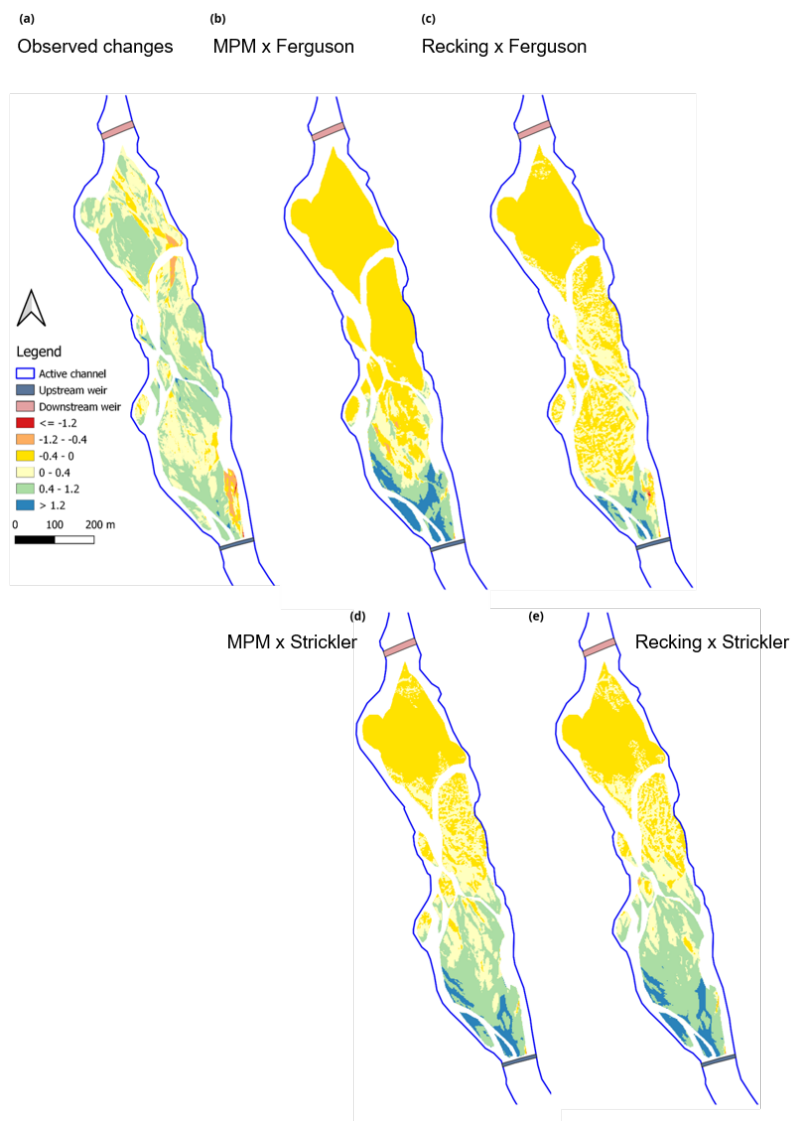 (a)
Observed changes
(b)
MPM x Ferguson
(c)
Recking x Ferguson
Legend
Active channel
Upstream weir
Downstream weir
<= -1.2
-1.2 - -0.4
-0.4 - 0
0 - 0.4
0.4 - 1.2
> 1.2
0 100 200 m
(d)
MPM x Strickler
(e)
Recking x Strickler